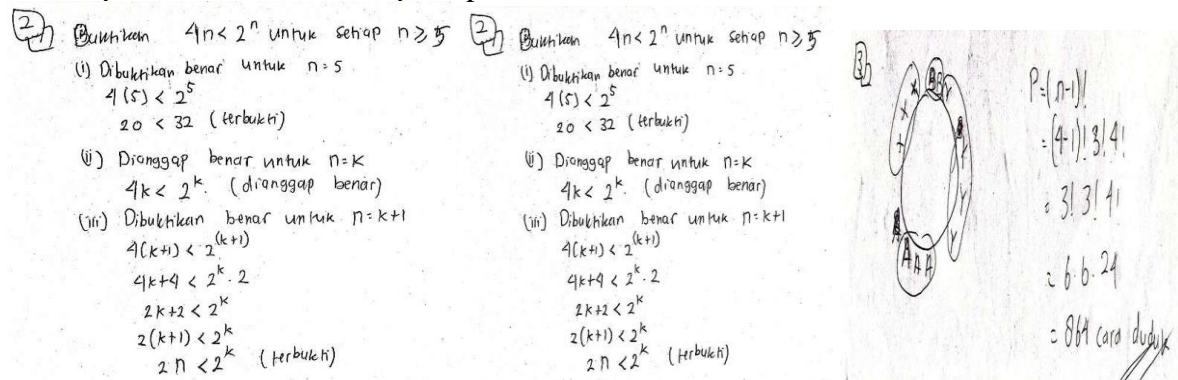 2) Buktikan 4n < 2^n untuk setiap n ≥ 5
(i) Dibuktikan benar untuk n = 5
4(5) < 2^5
20 < 32 (terbukti)
(ii) Dianggap benar untuk n = k
4k < 2^k. (dianggap benar)
(iii) Dibuktikan benar untuk n = k+1
4(k+1) < 2^(k+1)
4k+4 < 2^k . 2
2k+2 < 2^k
2(k+1) < 2^k
2n < 2^k (terbukti)
2) Buktikan 4n < 2^n untuk setiap n ≥ 5
(i) Dibuktikan benar untuk n = 5
4(5) < 2^5
20 < 32 (terbukti)
(ii) Dianggap benar untuk n = k
4k < 2^k. (dianggap benar)
(iii) Dibuktikan benar untuk n = k+1
4(k+1) < 2^(k+1)
4k+4 < 2^k . 2
2k+2 < 2^k
2(k+1) < 2^k
2n < 2^k (terbukti)
3)
X X X
B B
Y Y Y Y
A A A
P = (n-1)!
= (4-1)! 3! 4!
= 3! 3! 4!
= 6.6.24
= 864 cara duduk